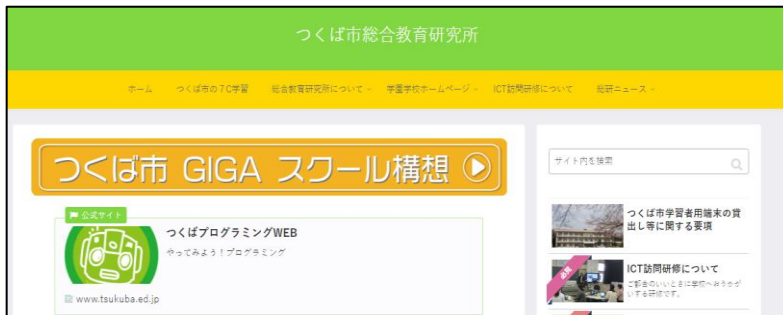 つくば市総合教育研究所
ホーム つくば市の7C学習 総合教育研究所について 学園学校ホームページ ICT訪問研修について 総研ニュース
つくば市 GIGA スクール構想
公式サイト
つくばプログラミングWEB
やってみよう!プログラミング
www.tsukuba.ed.jp
サイト内を検索
つくば市学習者用端末の貸
出し等に関する要項
必見
ICT訪問研修について
ご都合のいいときに学校へおうかが
いする研修です。